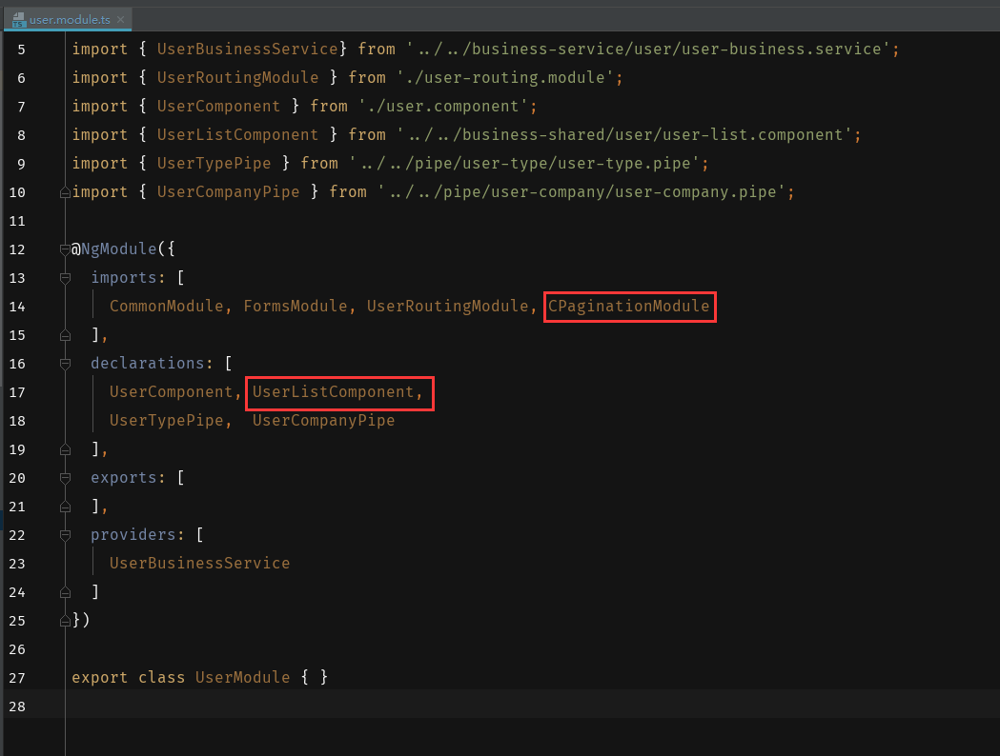 user.module.ts ×
5 import { UserBusinessService} from '../../business-service/user/user-business.service';
6 import { UserRoutingModule } from './user-routing.module';
7 import { UserComponent } from './user.component';
8 import { UserListComponent } from '../../business-shared/user/user-list.component';
9 import { UserTypePipe } from '../../pipe/user-type/user-type.pipe';
10 import { UserCompanyPipe } from '../../pipe/user-company/user-company.pipe';
11
12 @NgModule({
13 imports: [
14 CommonModule, FormsModule, UserRoutingModule, CPaginationModule
15 ],
16 declarations: [
17 UserComponent, UserListComponent,
18 UserTypePipe, UserCompanyPipe
19 ],
20 exports: [
21 ],
22 providers: [
23 UserBusinessService
24 ]
25 })
26
27 export class UserModule { }
28